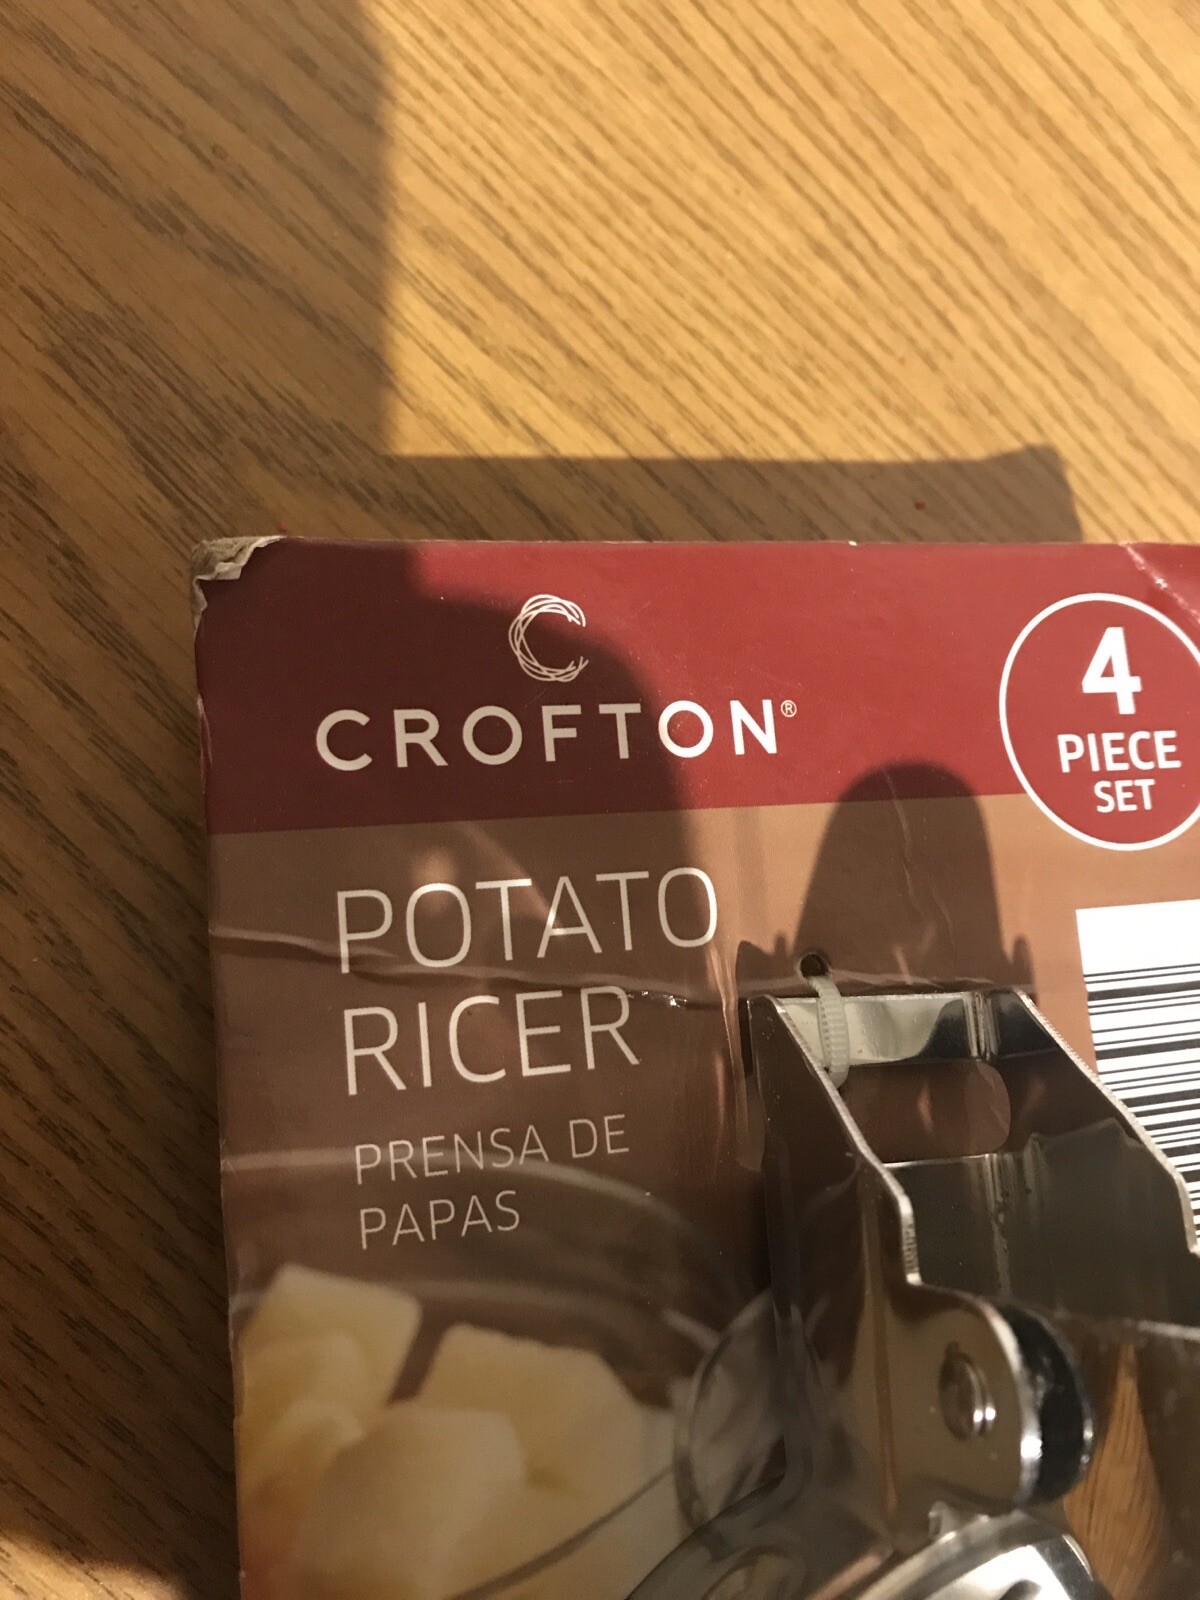 CROFTON®
4
PIECE
SET
POTATO
RICER
PRENSA DE
PAPAS